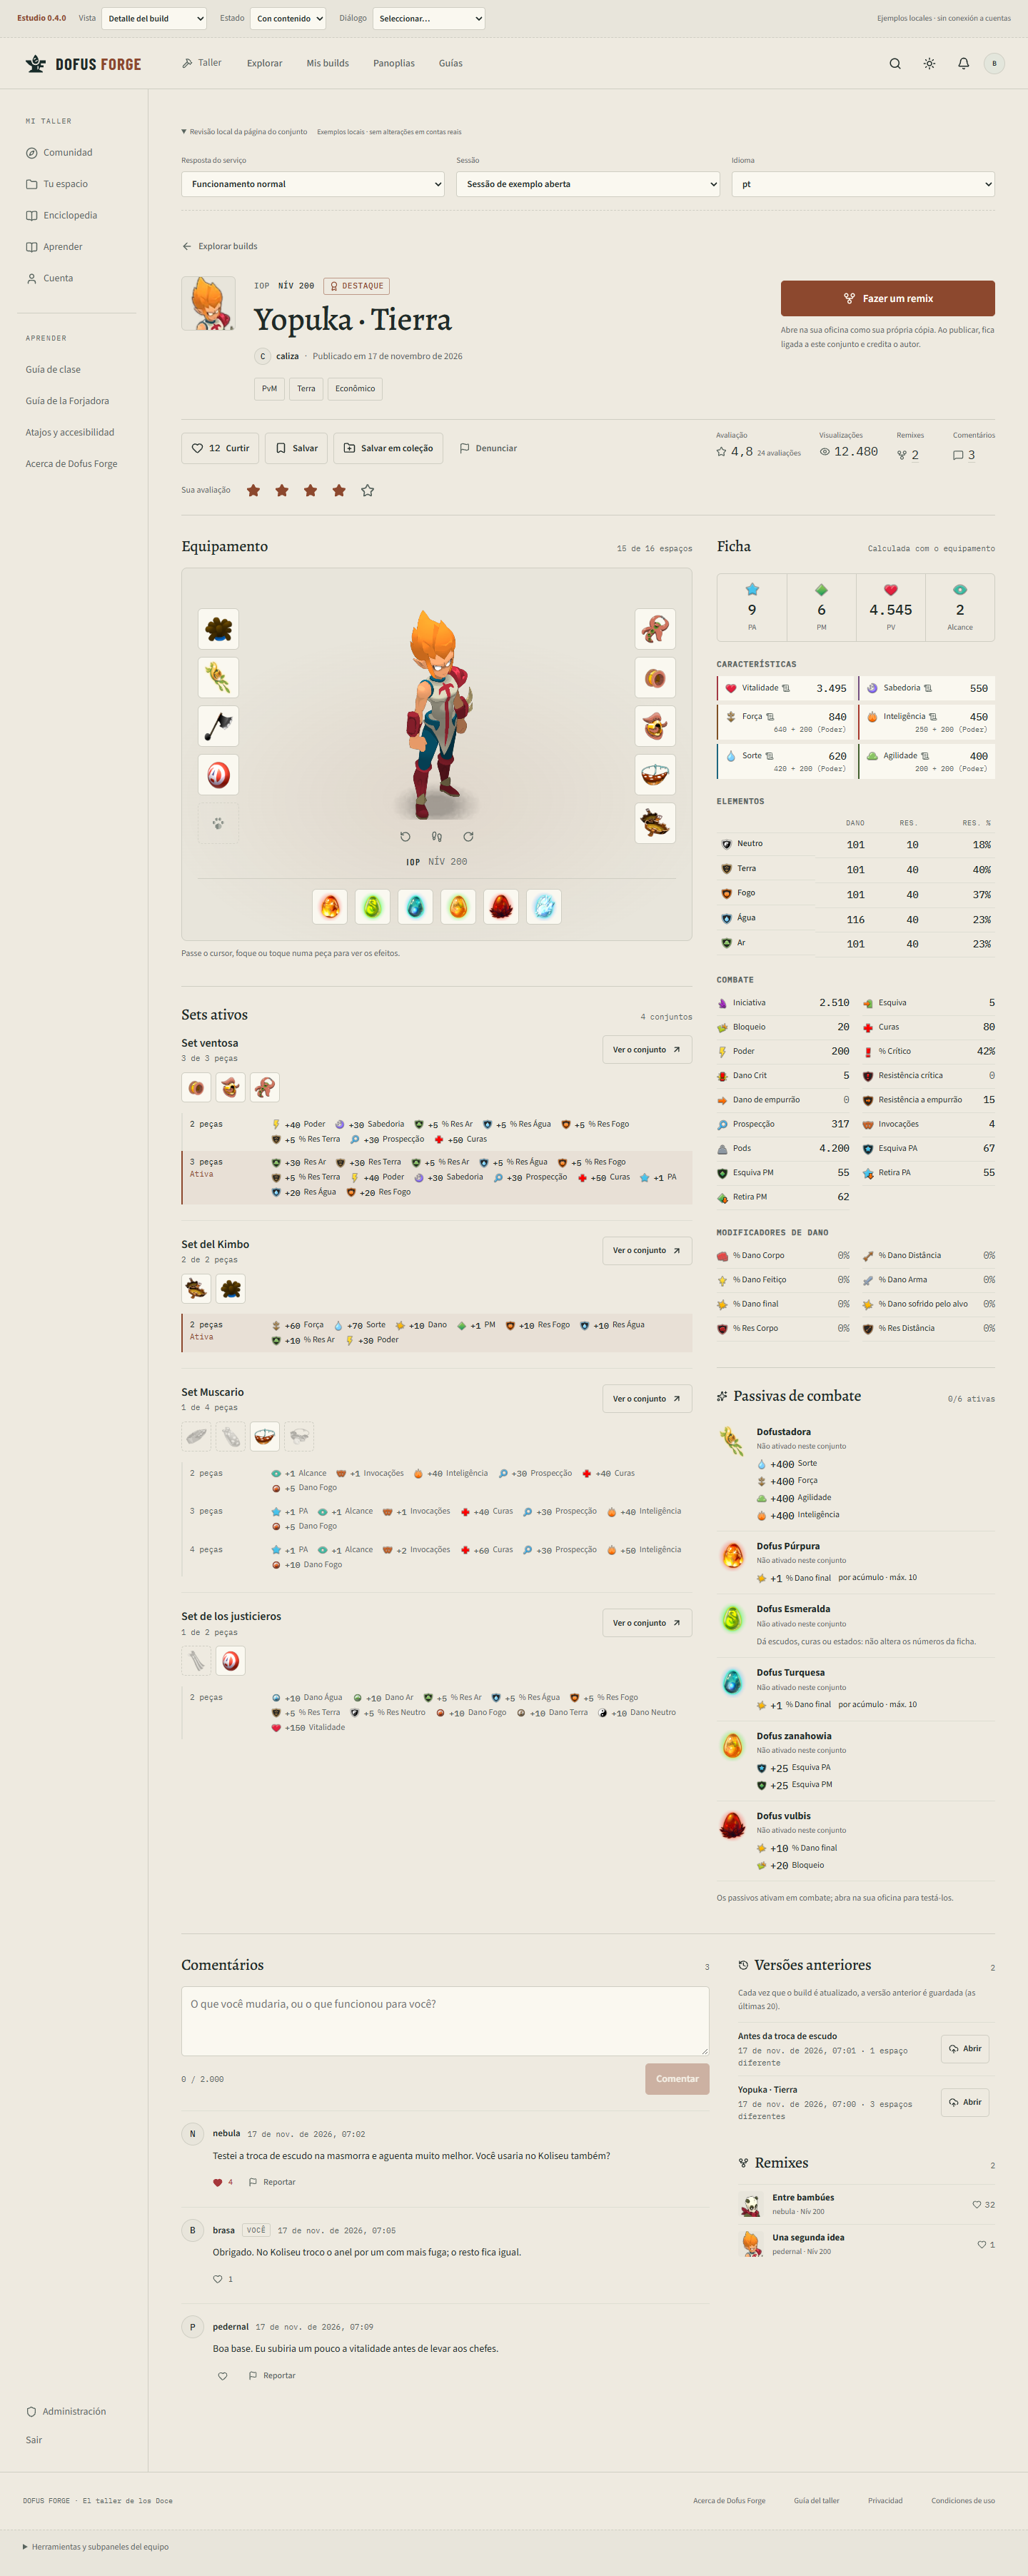 Estudio 0.4.0 Vista Detalle del build Estado Con contenido Diálogo Seleccionar... Ejemplos locales · sin conexión a cuentas
DOFUS FORGE Taller Explorar Mis builds Panoplias Guías B
MI TALLER
Comunidad
Tu espacio
Enciclopedia
Aprender
Cuenta
APRENDER
Guía de clase
Guía de la Forjadora
Atajos y accesibilidad
Acerca de Dofus Forge
Administración
Sair
▼ Revisão local da página do conjunto Exemplos locais · sem alterações em contas reais
Resposta do serviço Sessão Idioma
Funcionamento normal Sessão de exemplo aberta pt
Explorar builds
IOP NÍV 200 DESTAQUE
Yopuka · Tierra
C caliza · Publicado em 17 de novembro de 2026
PvM Terra Econômico
Fazer um remix
Abre na sua oficina como sua própria cópia. Ao publicar, fica
ligada a este conjunto e credita o autor.
12 Curtir Salvar Salvar em coleção Denunciar
Avaliação Visualizações Remixes Comentários
4,8 24 avaliações 12.480 2 3
Sua avaliação
Equipamento 15 de 16 espaços
IOP NÍV 200
Passe o cursor, foque ou toque numa peça para ver os efeitos.
Sets ativos 4 conjuntos
Set ventosa Ver o conjunto
3 de 3 peças
2 peças +40 Poder +30 Sabedoria +5 % Res Ar +5 % Res Água +5 % Res Fogo
+5 % Res Terra +30 Prospecção +50 Curas
3 peças +30 Res Ar +30 Res Terra +5 % Res Ar +5 % Res Água +5 % Res Fogo
Ativa +5 % Res Terra +40 Poder +30 Sabedoria +30 Prospecção +50 Curas +1 PA
+20 Res Água +20 Res Fogo
Set del Kimbo Ver o conjunto
2 de 2 peças
2 peças +60 Força +70 Sorte +10 Dano +1 PM +10 Res Fogo +10 Res Água
Ativa +10 % Res Ar +30 Poder
Set Muscario Ver o conjunto
1 de 4 peças
2 peças +1 Alcance +1 Invocações +40 Inteligência +30 Prospecção +40 Curas
+5 Dano Fogo
3 peças +1 PA +1 Alcance +1 Invocações +40 Curas +30 Prospecção +40 Inteligência
+5 Dano Fogo
4 peças +1 PA +1 Alcance +2 Invocações +60 Curas +30 Prospecção +50 Inteligência
+10 Dano Fogo
Set de los justicieros Ver o conjunto
1 de 2 peças
2 peças +10 Dano Água +10 Dano Ar +5 % Res Ar +5 % Res Água +5 % Res Fogo
+5 % Res Terra +5 % Res Neutro +10 Dano Fogo +10 Dano Terra +10 Dano Neutro
+150 Vitalidade
Ficha Calculada com o equipamento
9 6 4.545 2
PA PM PV Alcance
CARACTERÍSTICAS
Vitalidade 3.495 Sabedoria 550
Força 840 Inteligência 450
640 + 200 (Poder) 250 + 200 (Poder)
Sorte 620 Agilidade 400
420 + 200 (Poder) 200 + 200 (Poder)
ELEMENTOS
DANO RES. RES. %
Neutro 101 10 18%
Terra 101 40 40%
Fogo 101 40 37%
Água 116 40 23%
Ar 101 40 23%
COMBATE
Iniciativa 2.510 Esquiva 5
Bloqueio 20 Curas 80
Poder 200 % Crítico 42%
Dano Crit 5 Resistência crítica 0
Dano de empurrão 0 Resistência a empurrão 15
Prospecção 317 Invocações 4
Pods 4.200 Esquiva PA 67
Esquiva PM 55 Retira PA 55
Retira PM 62
MODIFICADORES DE DANO
% Dano Corpo 0% % Dano Distância 0%
% Dano Feitiço 0% % Dano Arma 0%
% Dano final 0% % Dano sofrido pelo alvo 0%
% Res Corpo 0% % Res Distância 0%
Passivas de combate 0/6 ativas
Dofustadora
Não ativado neste conjunto
+400 Sorte
+400 Força
+400 Agilidade
+400 Inteligência
Dofus Púrpura
Não ativado neste conjunto
+1 % Dano final por acúmulo · máx. 10
Dofus Esmeralda
Não ativado neste conjunto
Dá escudos, curas ou estados: não altera os números da ficha.
Dofus Turquesa
Não ativado neste conjunto
+1 % Dano final por acúmulo · máx. 10
Dofus zanahowia
Não ativado neste conjunto
+25 Esquiva PA
+25 Esquiva PM
Dofus vulbis
Não ativado neste conjunto
+10 % Dano final
+20 Bloqueio
Os passivos ativam em combate; abra na sua oficina para testá-los.
Comentários 3
O que você mudaria, ou o que funcionou para você?
0 / 2.000 Comentar
N nebula 17 de nov. de 2026, 07:02
Testei a troca de escudo na masmorra e aguenta muito melhor. Você usaria no Koliseu também?
4 Reportar
B brasa VOCÊ 17 de nov. de 2026, 07:05
Obrigado. No Koliseu troco o anel por um com mais fuga; o resto fica igual.
1
P pedernal 17 de nov. de 2026, 07:09
Boa base. Eu subiria um pouco a vitalidade antes de levar aos chefes.
Reportar
Versões anteriores 2
Cada vez que o build é atualizado, a versão anterior é guardada (as
últimas 20).
Antes da troca de escudo Abrir
17 de nov. de 2026, 07:01 · 1 espaço
diferente
Yopuka · Tierra Abrir
17 de nov. de 2026, 07:00 · 3 espaços
diferentes
Remixes 2
Entre bambúes 32
nebula · Nív 200
Una segunda idea 1
pedernal · Nív 200
DOFUS FORGE · El taller de los Doce Acerca de Dofus Forge Guía del taller Privacidad Condiciones de uso
▶ Herramientas y subpaneles del equipo